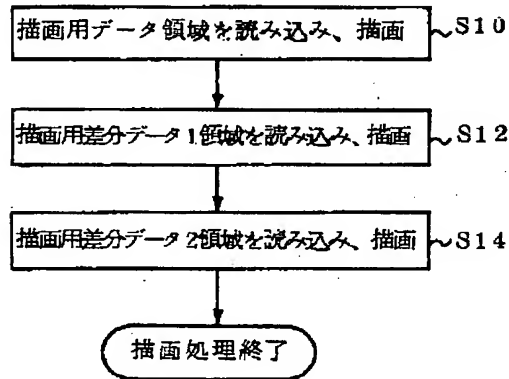 描画用データ領域を読み込み、描画 ～S10
描画用差分データ1領域を読み込み、描画 ～S12
描画用差分データ2領域を読み込み、描画 ～S14
描画処理終了